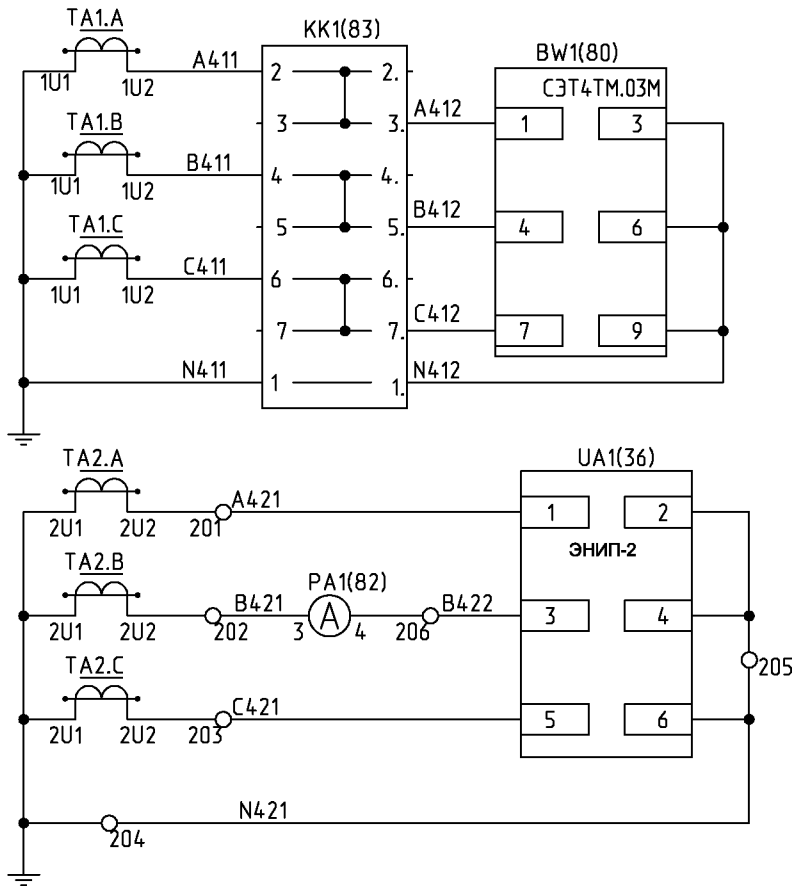 TA1.A
KK1(83)
BW1(80)
A411
1U1 1U2
2 2.
СЭТ4ТМ.03М
A412
3 3.
1 3
TA1.B
B411
1U1 1U2
4 4.
B412
5 5.
4 6
TA1.C
C411
1U1 1U2
6 6.
C412
7 7.
7 9
N411
1 1.
N412
TA2.A
UA1(36)
A421
2U1 2U2
201
1 2
ЭНИП-2
TA2.B
PA1(82)
B421
A
B422
2U1 2U2
202
3 4
206
3 4
205
TA2.C
C421
2U1 2U2
203
5 6
N421
204